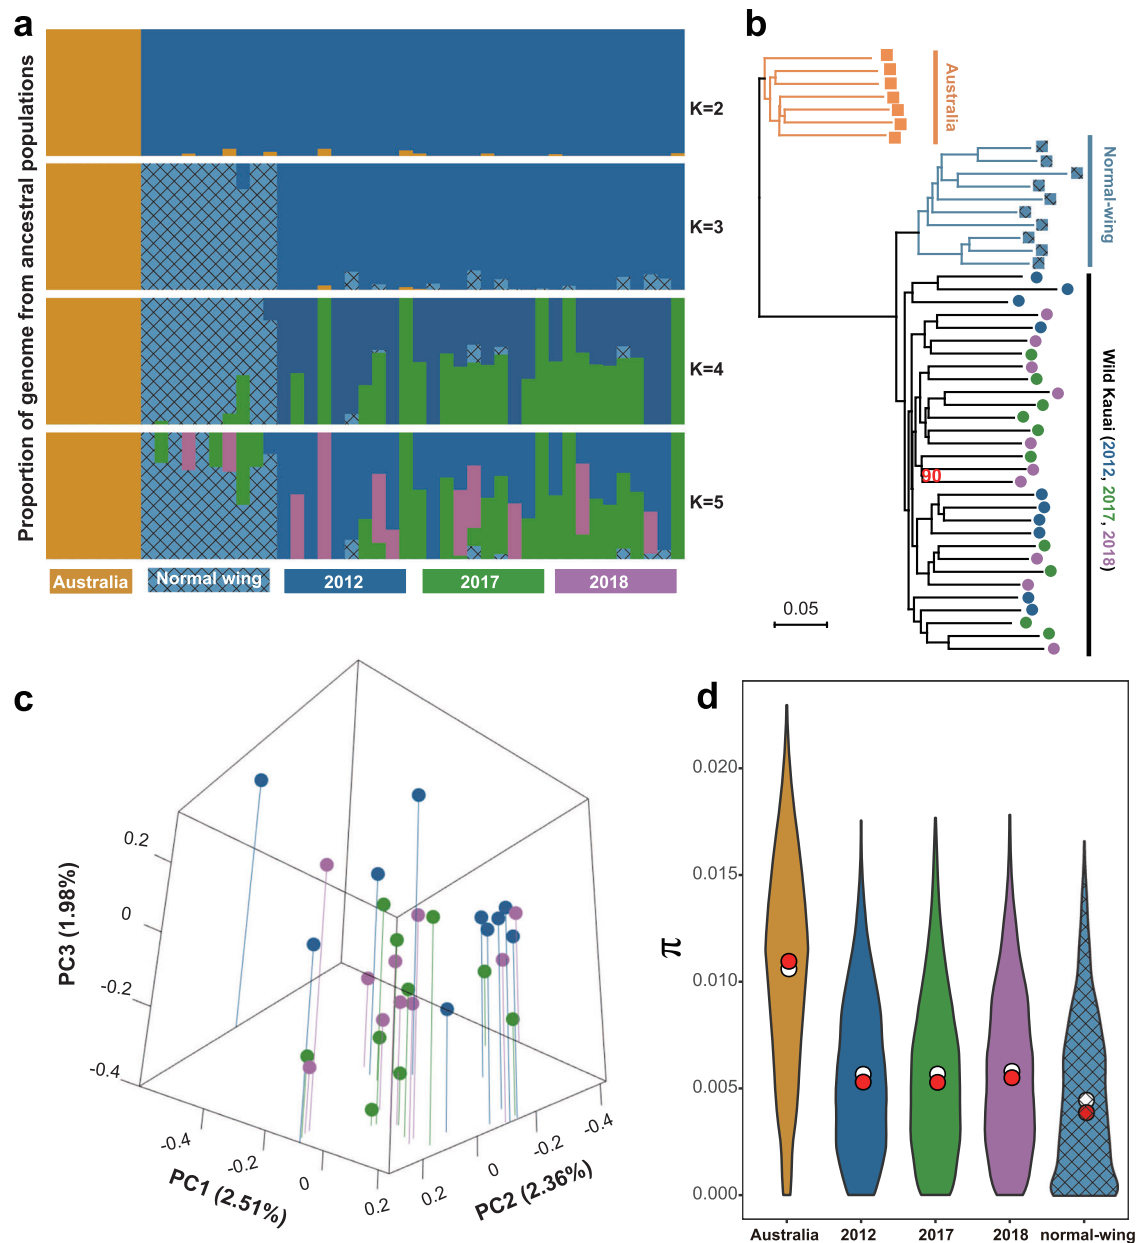 a
Proportion of genome from ancestral populations
K=2
K=3
K=4
K=5
Australia
Normal wing
2012
2017
2018
b
Australia
Normal-wing
Wild Kauai (2012, 2017, 2018)
90
0.05
c
PC3 (1.98%)
0.2
0
-0.2
-0.4
-0.4
-0.2
0
0.2
PC1 (2.51%)
0.2
0
-0.2
-0.4
PC2 (2.36%)
d
π
0.020
0.015
0.010
0.005
0.000
Australia
2012
2017
2018
normal-wing